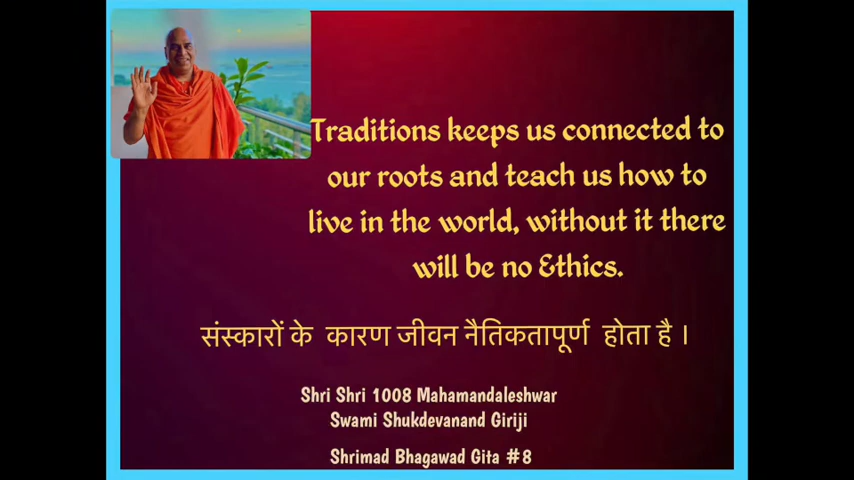 Traditions keeps us connected to
our roots and teach us how to
live in the world, without it there
will be no Ethics.
संस्कारों के कारण जीवन नैतिकतापूर्ण होता है ।
Shri Shri 1008 Mahamandaleshwar
Swami Shukdevanand Giriji
Shrimad Bhagawad Gita #8